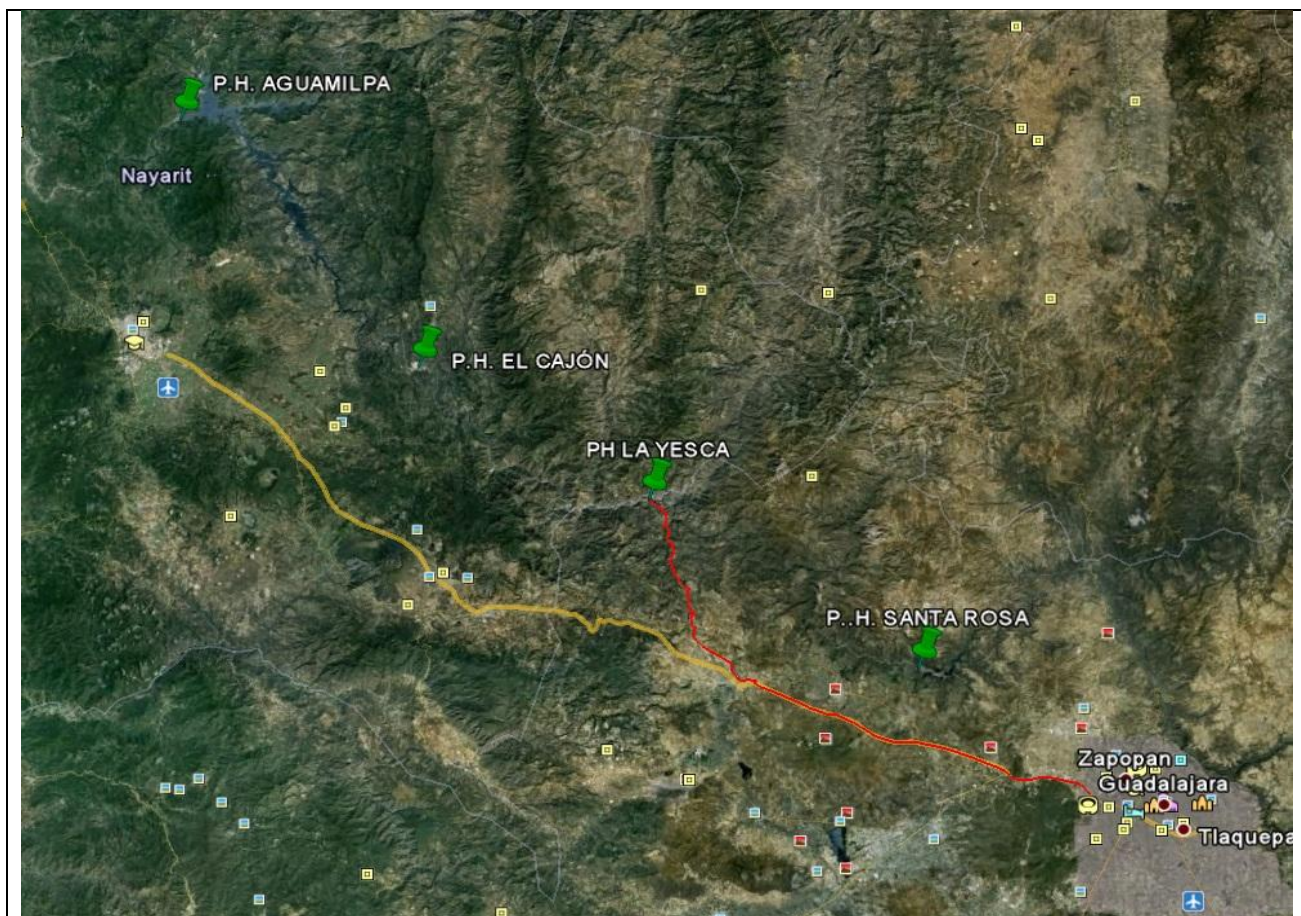 P.H. AGUAMILPA
Nayarit
P.H. EL CAJÓN
PH LA YESCA
P..H. SANTA ROSA
Zapopan
Guadalajara
Tlaquepa